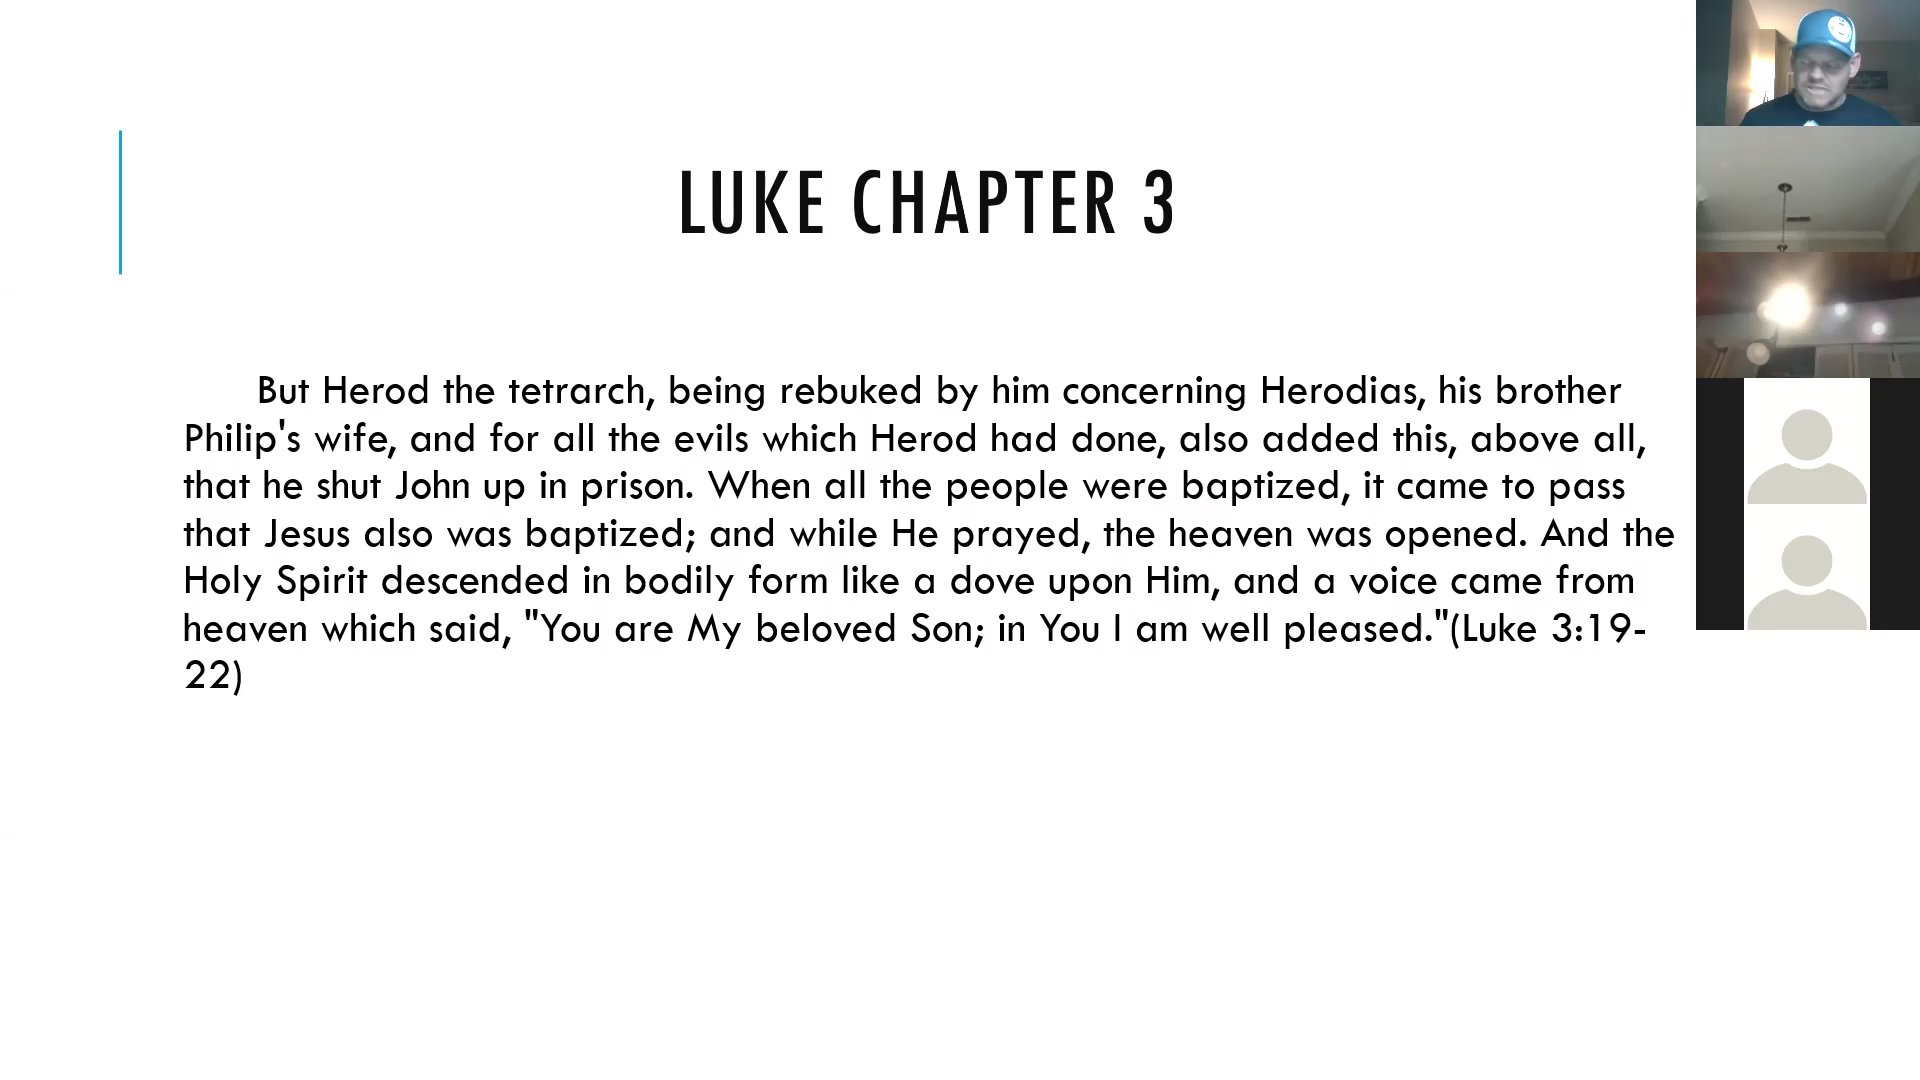 LUKE CHAPTER 3
But Herod the tetrarch, being rebuked by him concerning Herodias, his brother
Philip's wife, and for all the evils which Herod had done, also added this, above all,
that he shut John up in prison. When all the people were baptized, it came to pass
that Jesus also was baptized; and while He prayed, the heaven was opened. And the
Holy Spirit descended in bodily form like a dove upon Him, and a voice came from
heaven which said, "You are My beloved Son; in You I am well pleased."(Luke 3:19-
22)